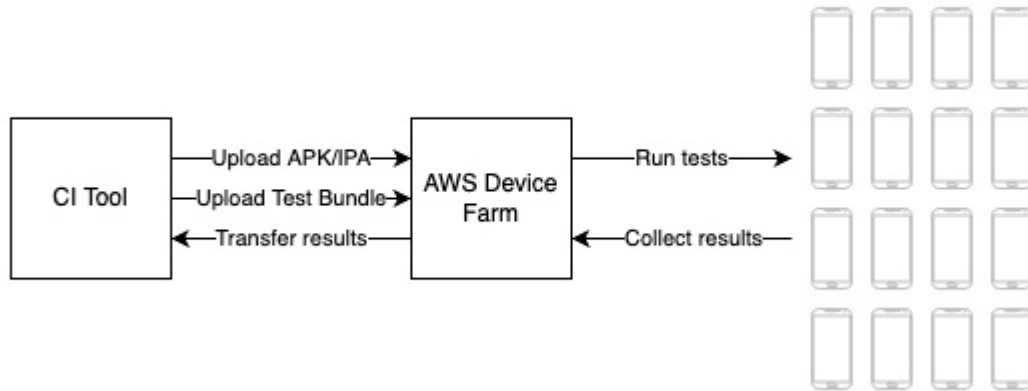 CI Tool
Upload APK/IPA
Upload Test Bundle
Transfer results
AWS Device
Farm
Run tests
Collect results